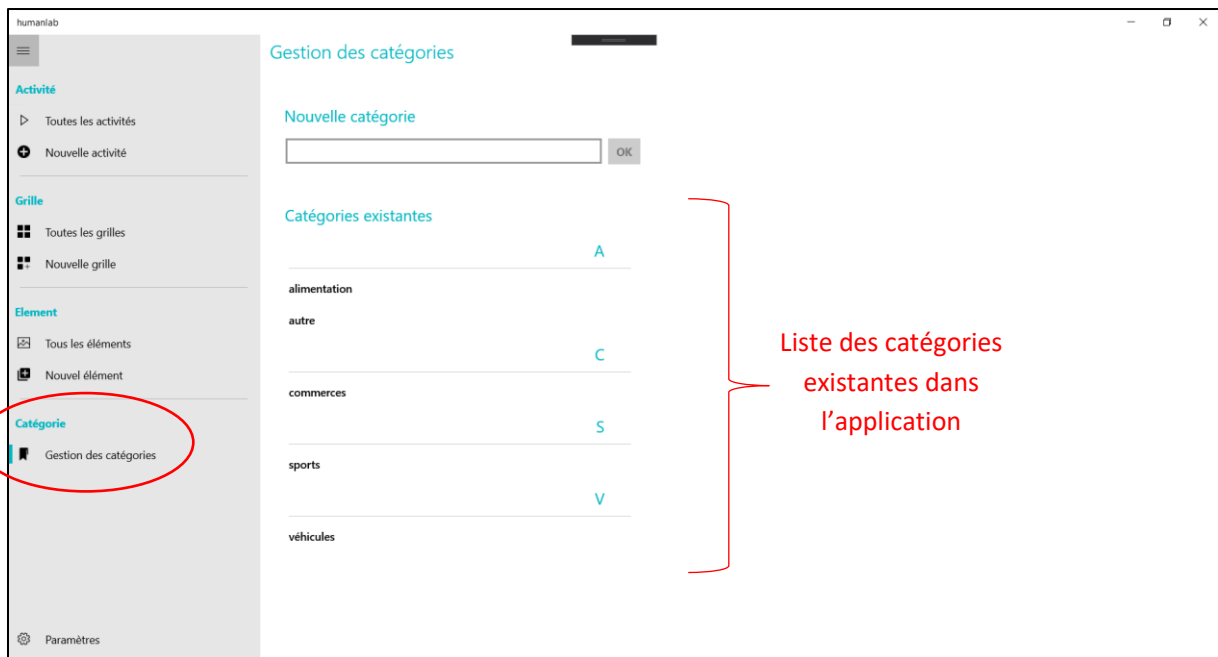 humanlab
Gestion des catégories
Activité
Toutes les activités
Nouvelle activité
Grille
Toutes les grilles
Nouvelle grille
Element
Tous les éléments
Nouvel élément
Catégorie
Gestion des catégories
Paramètres
Nouvelle catégorie
OK
Catégories existantes
A
alimentation
autre
C
commerces
S
sports
V
véhicules
Liste des catégories
existantes dans
l’application